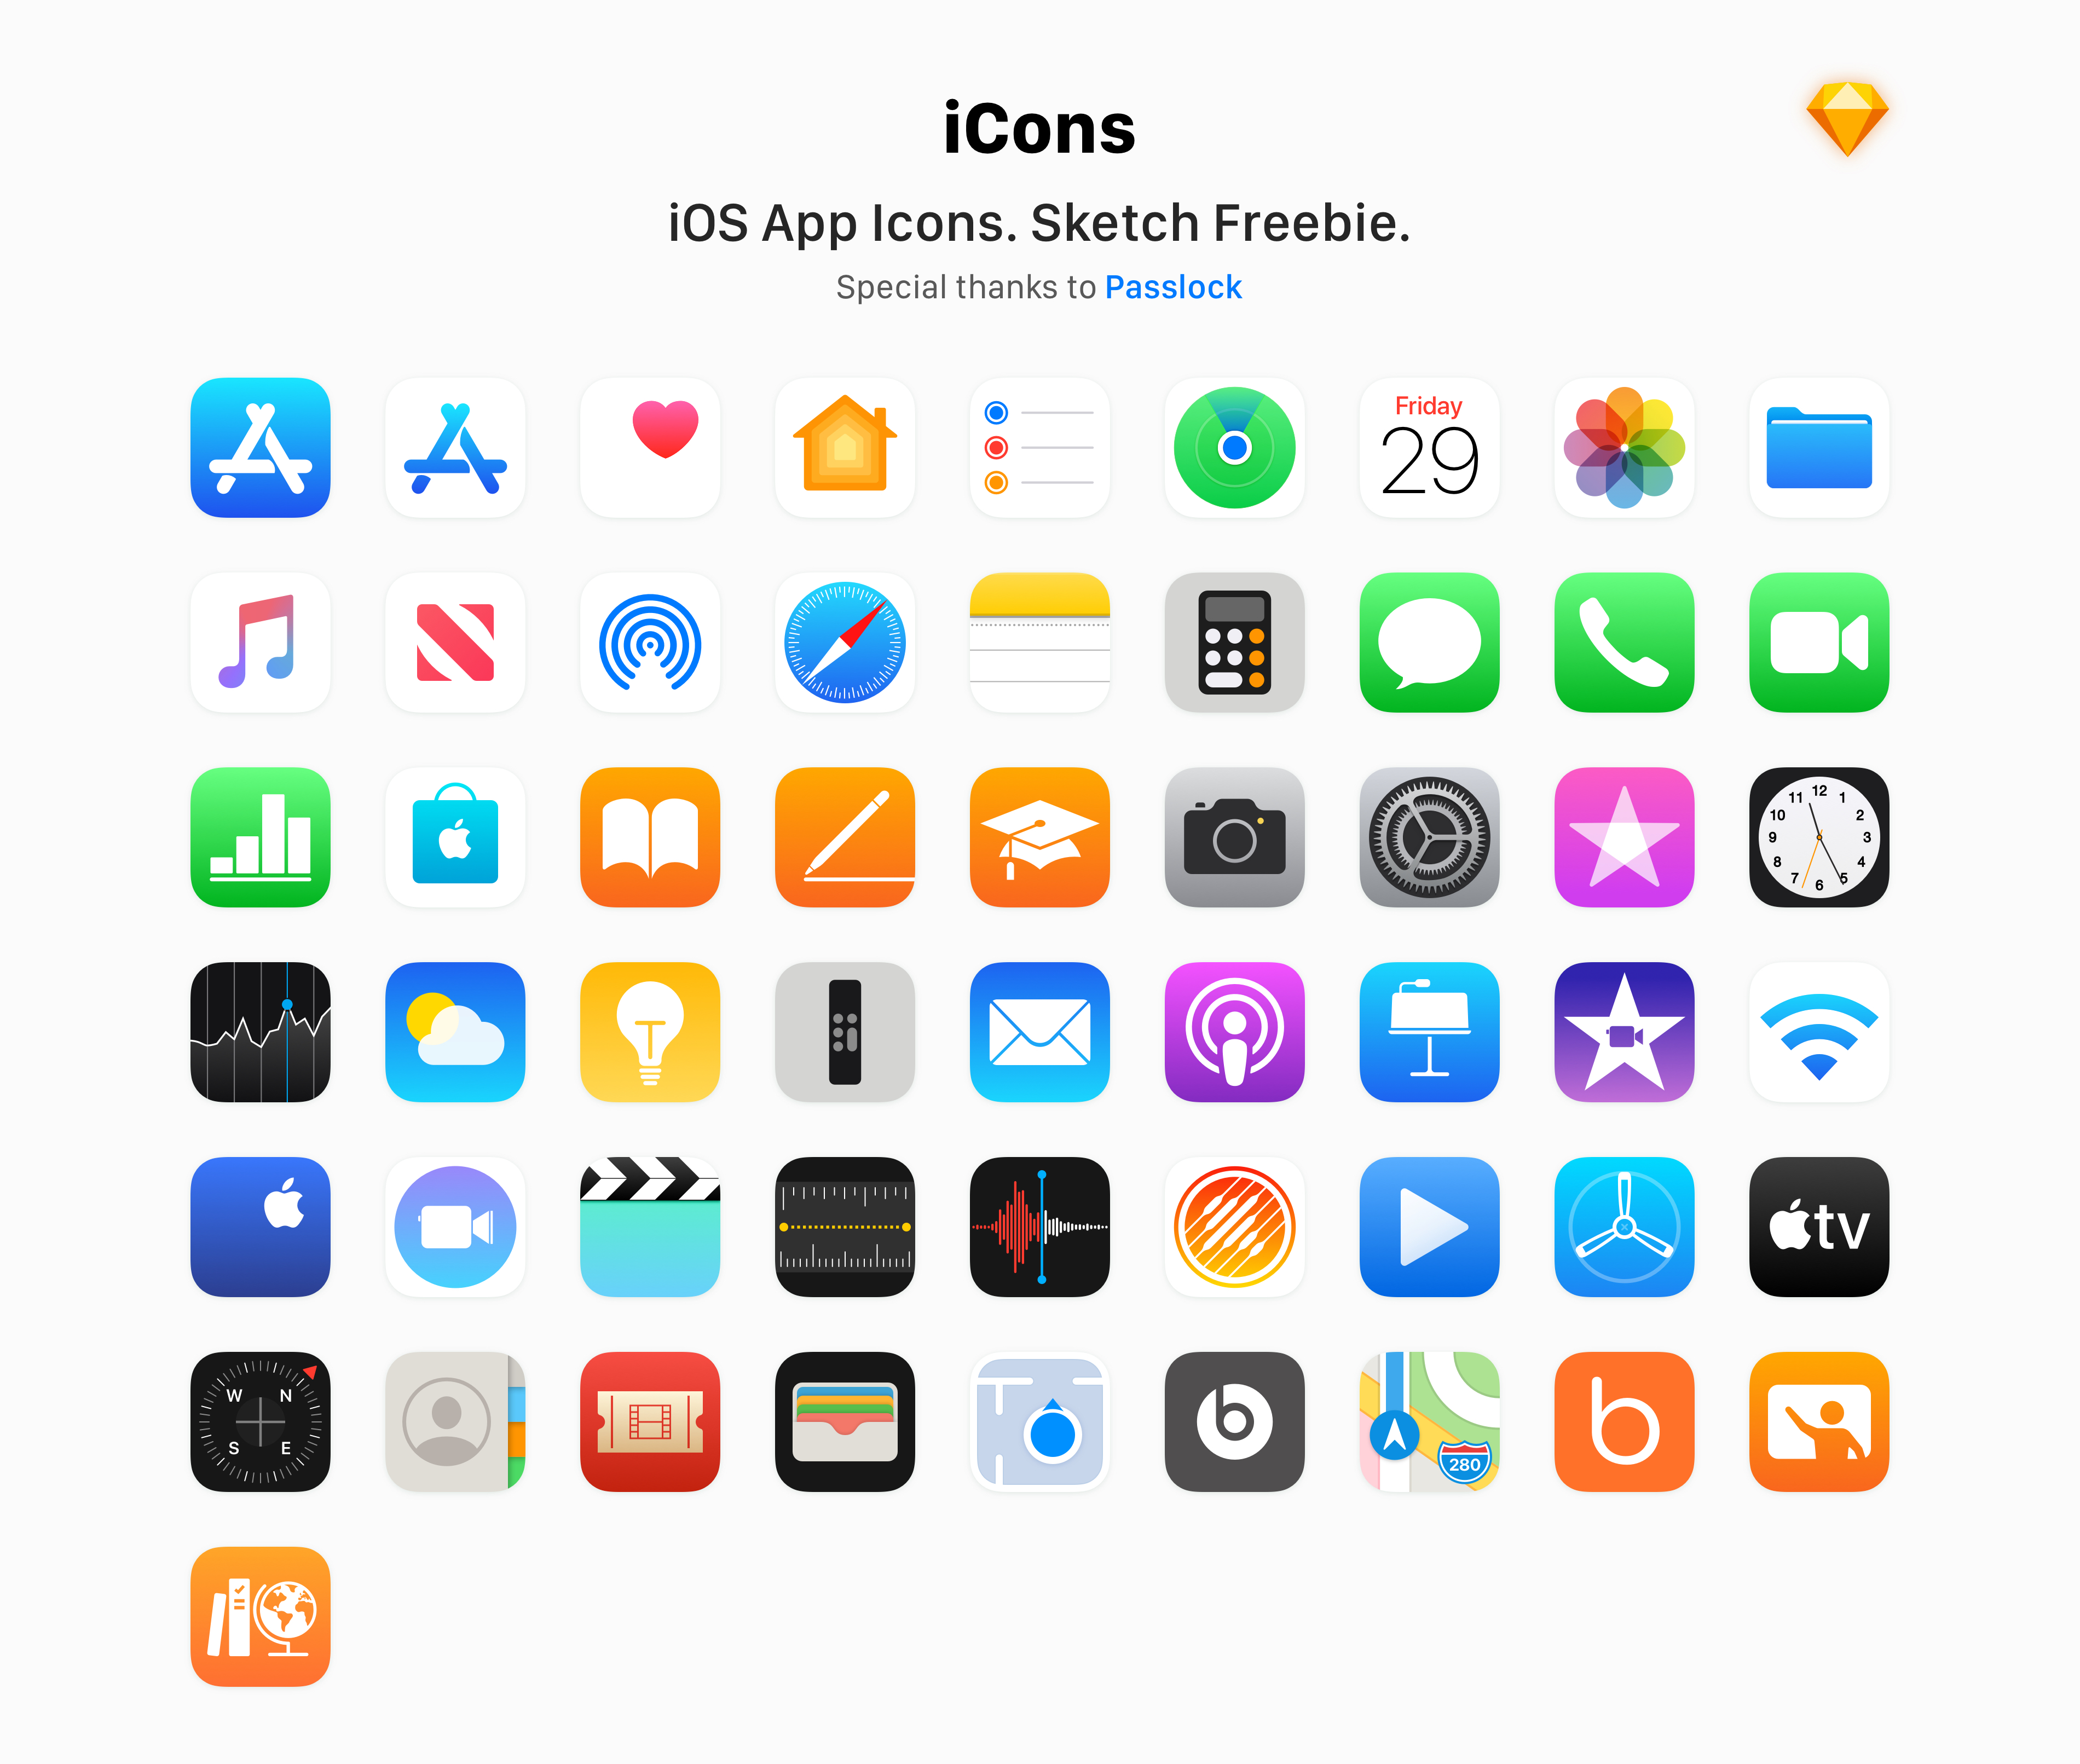 iCons
iOS App Icons. Sketch Freebie.
Special thanks to Passlock
Friday
29
12
11 1
10 2
9 3
8 4
7 5
6
tv
W N
S E
280